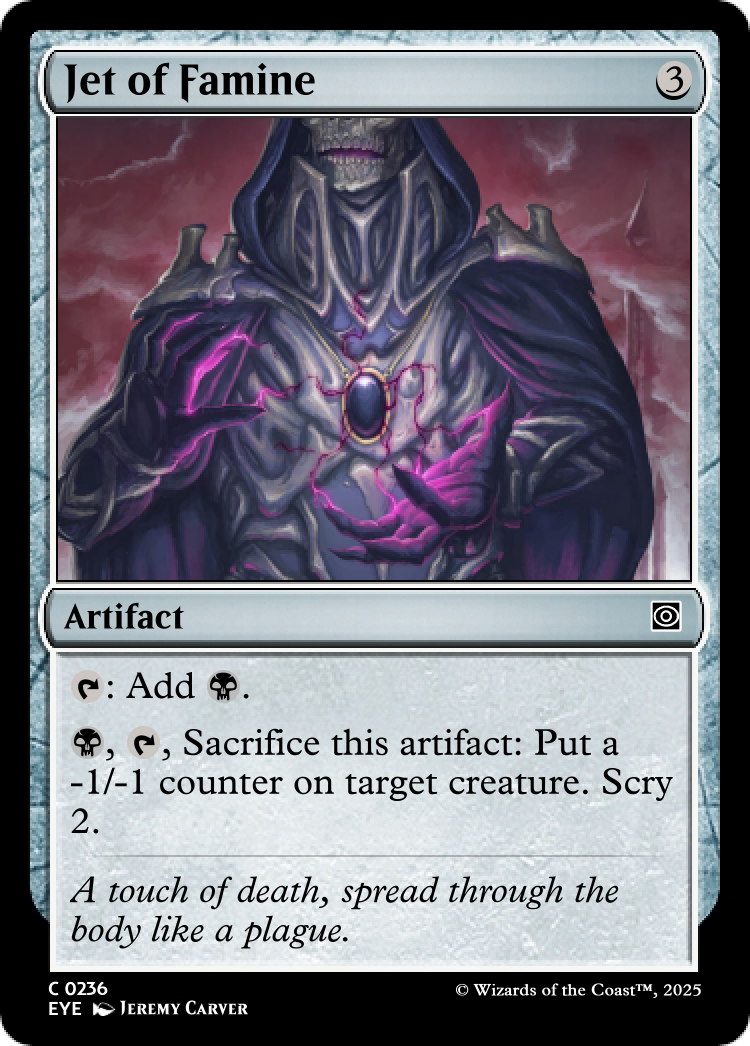 Jet of Famine 3
Artifact
: Add .
, , Sacrifice this artifact: Put a
-1/-1 counter on target creature. Scry
2.
A touch of death, spread through the
body like a plague.
C 0236
EYE Jeremy Carver
© Wizards of the Coast™, 2025